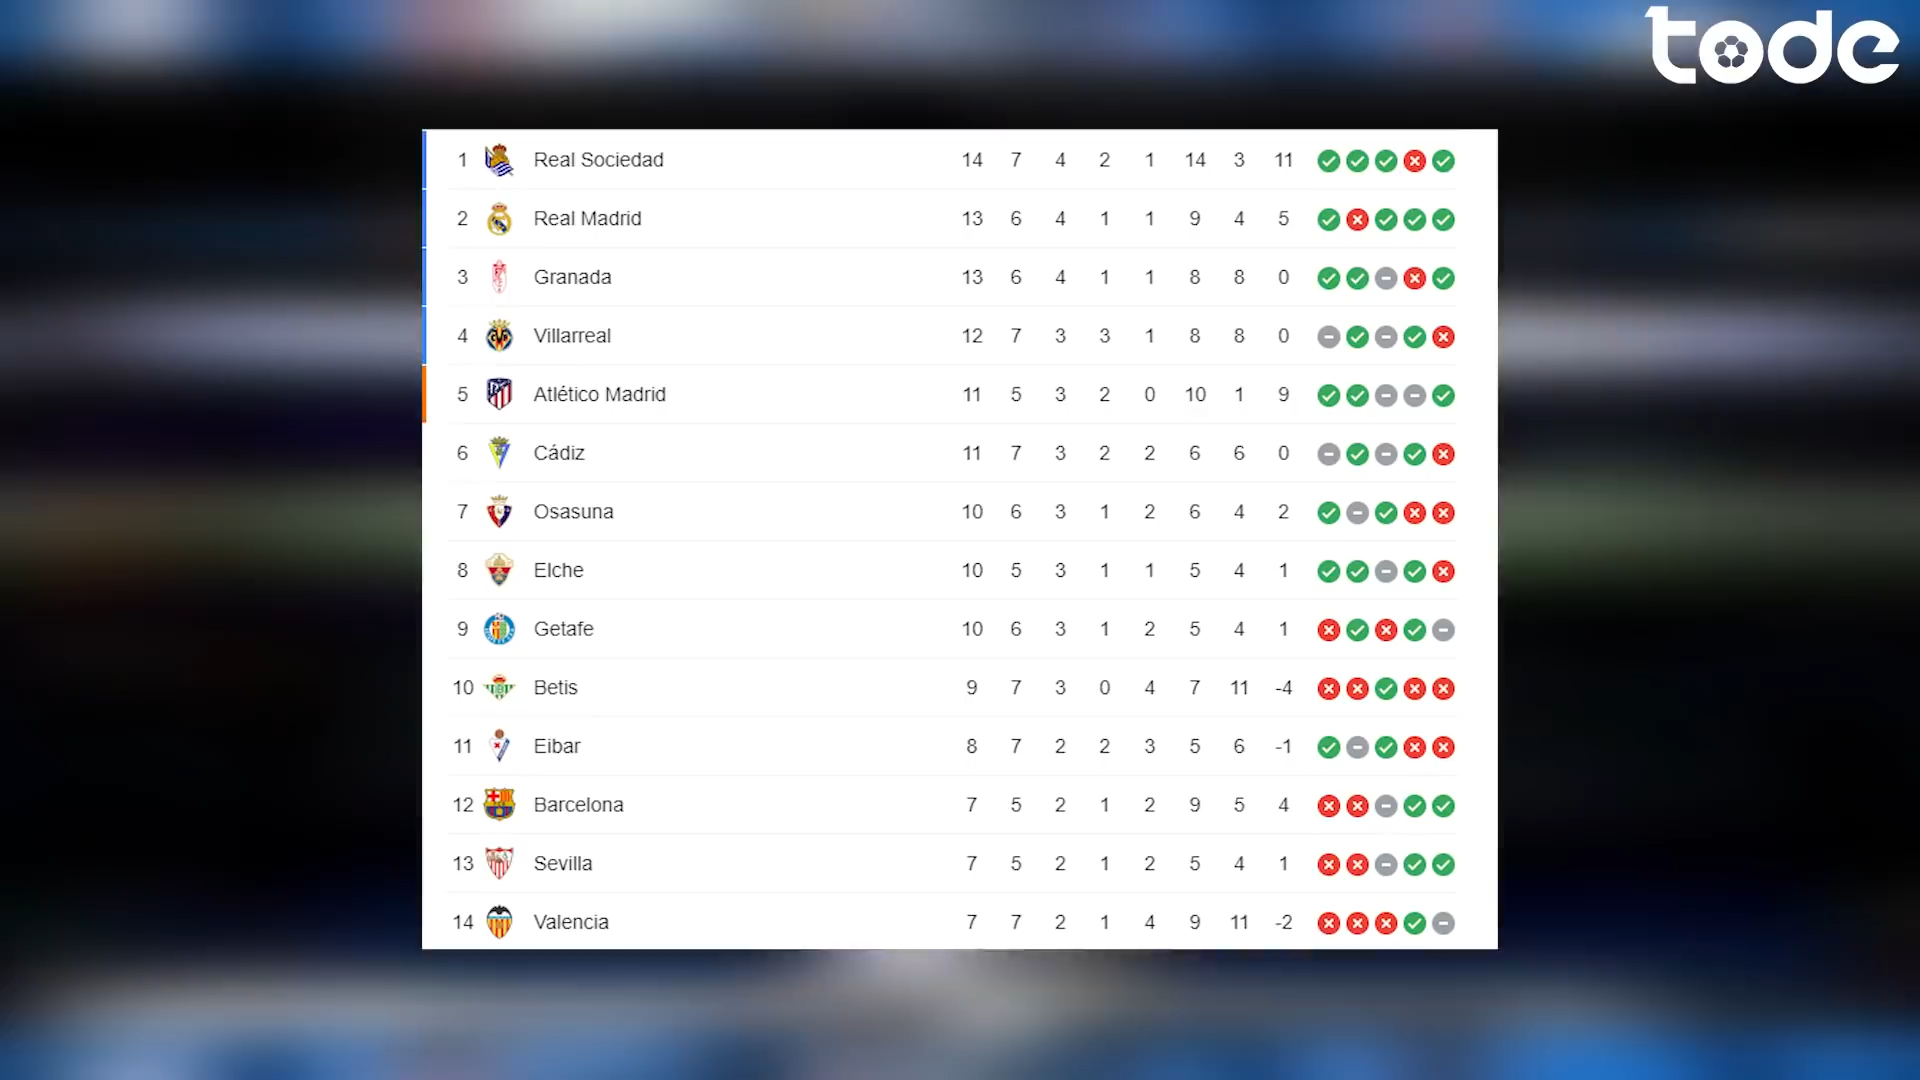 tode
1 Real Sociedad 14 7 4 2 1 14 3 11
2 Real Madrid 13 6 4 1 1 9 4 5
3 Granada 13 6 4 1 1 8 8 0
4 Villarreal 12 7 3 3 1 8 8 0
5 Atlético Madrid 11 5 3 2 0 10 1 9
6 Cádiz 11 7 3 2 2 6 6 0
7 Osasuna 10 6 3 1 2 6 4 2
8 Elche 10 5 3 1 1 5 4 1
9 Getafe 10 6 3 1 2 5 4 1
10 Betis 9 7 3 0 4 7 11 -4
11 Eibar 8 7 2 2 3 5 6 -1
12 Barcelona 7 5 2 1 2 9 5 4
13 Sevilla 7 5 2 1 2 5 4 1
14 Valencia 7 7 2 1 4 9 11 -2